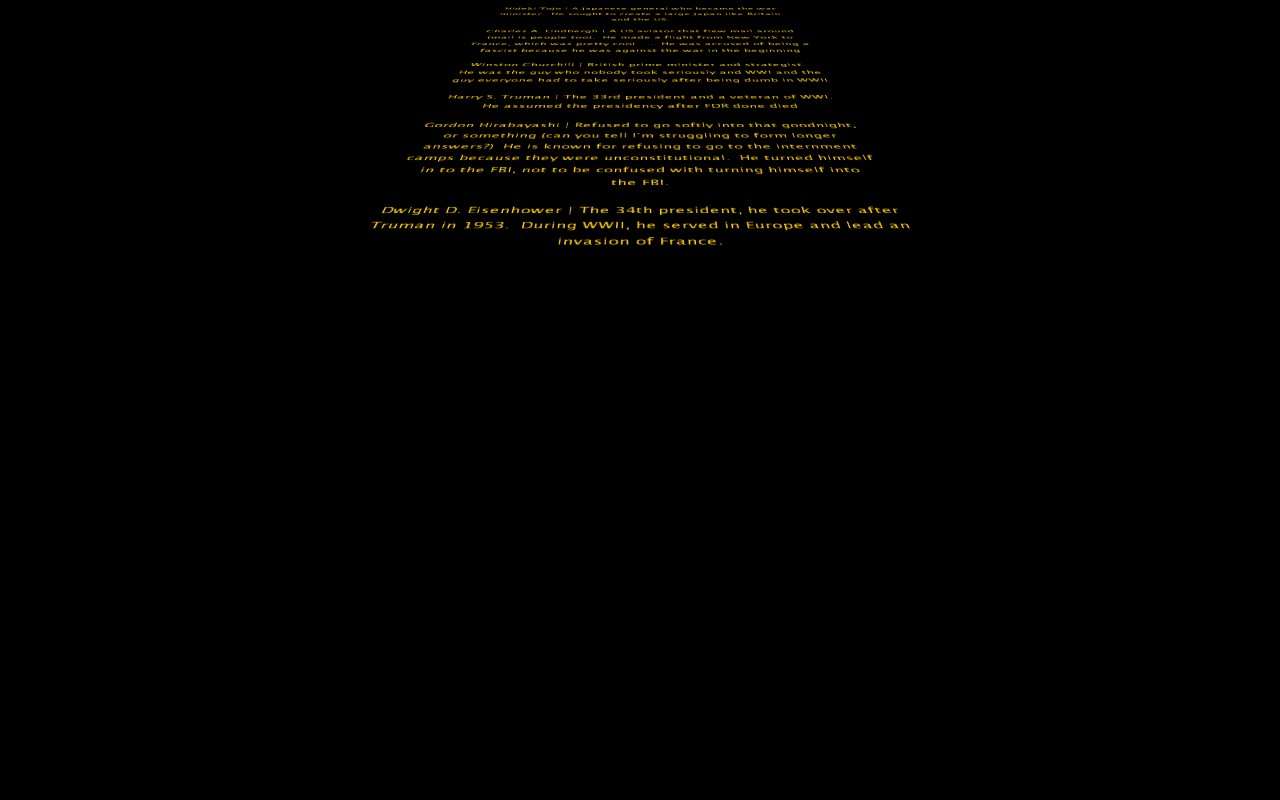 Hideki Tojo | A Japanese general who became the war
minister. He sought to create a large Japan like Britain
and the US.
Charles A. Lindbergh | A US aviator that flew mail around
(mail is people too). He made a flight from New York to
France, which was pretty cool ... He was accused of being a
fascist because he was against the war in the beginning
Winston Churchill | British prime minister and strategist.
He was the guy who nobody took seriously and WWI and the
guy everyone had to take seriously after being dumb in WWII
Harry S. Truman | The 33rd president and a veteran of WWI.
He assumed the presidency after FDR done died
Gordon Hirabayashi | Refused to go softly into that goodnight,
or something (can you tell I'm struggling to form longer
answers?) He is known for refusing to go to the internment
camps because they were unconstitutional. He turned himself
in to the FBI, not to be confused with turning himself into
the FBI.
Dwight D. Eisenhower | The 34th president, he took over after
Truman in 1953. During WWII, he served in Europe and lead an
invasion of France.